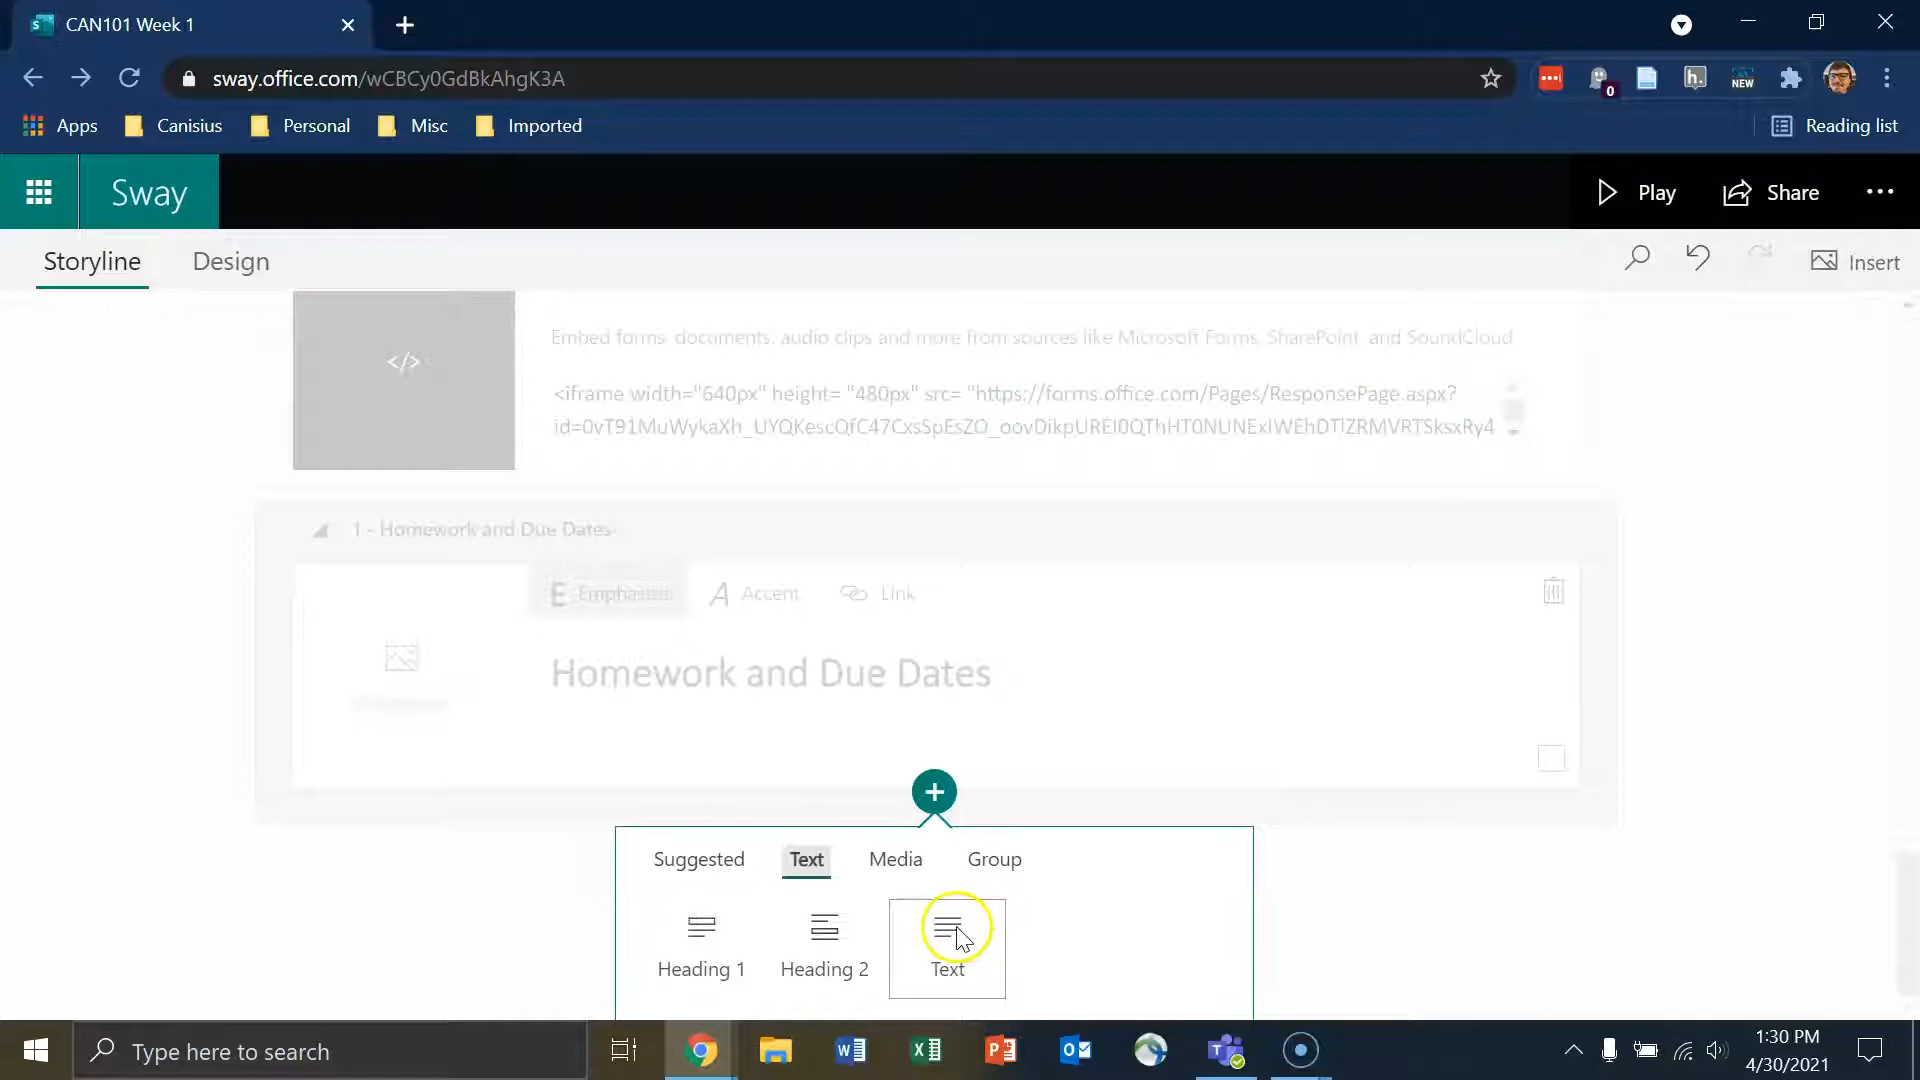 CAN101 Week 1
sway.office.com/wCBCy0GdBkAhgK3A
0
h.
NEW
Apps
Canisius
Personal
Misc
Imported
Reading list
Sway
Play
Share
Storyline
Design
Insert
</>
Embed forms, documents, audio clips and more from sources like Microsoft Forms, SharePoint, and SoundCloud
<iframe width="640px" height= "480px" src= "https://forms.office.com/Pages/ResponsePage.aspx?
1 - Homework and Due Dates
E Emphasize
A Accent
Link
Homework and Due Dates
Suggested
Text
Media
Group
Heading 1
Heading 2
Text
Type here to search
1:30 PM
4/30/2021